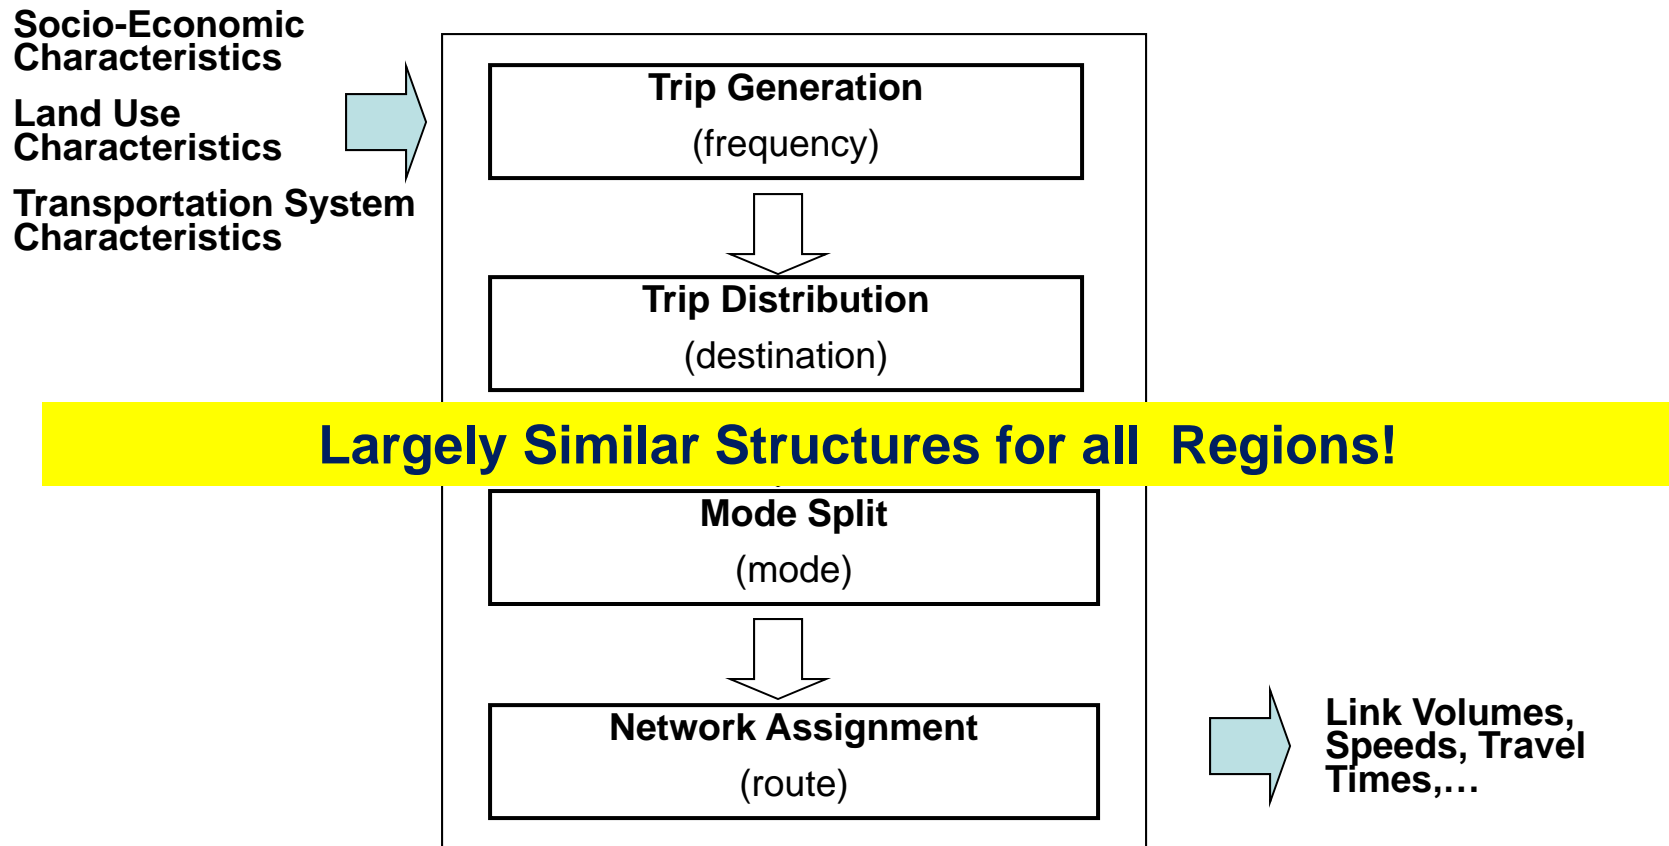 Socio-Economic
Characteristics
Land Use
Characteristics
Transportation System
Characteristics
Trip Generation
(frequency)
Trip Distribution
(destination)
Largely Similar Structures for all  Regions!
Mode Split
(mode)
Network Assignment
(route)
Link Volumes,
Speeds, Travel
Times,…